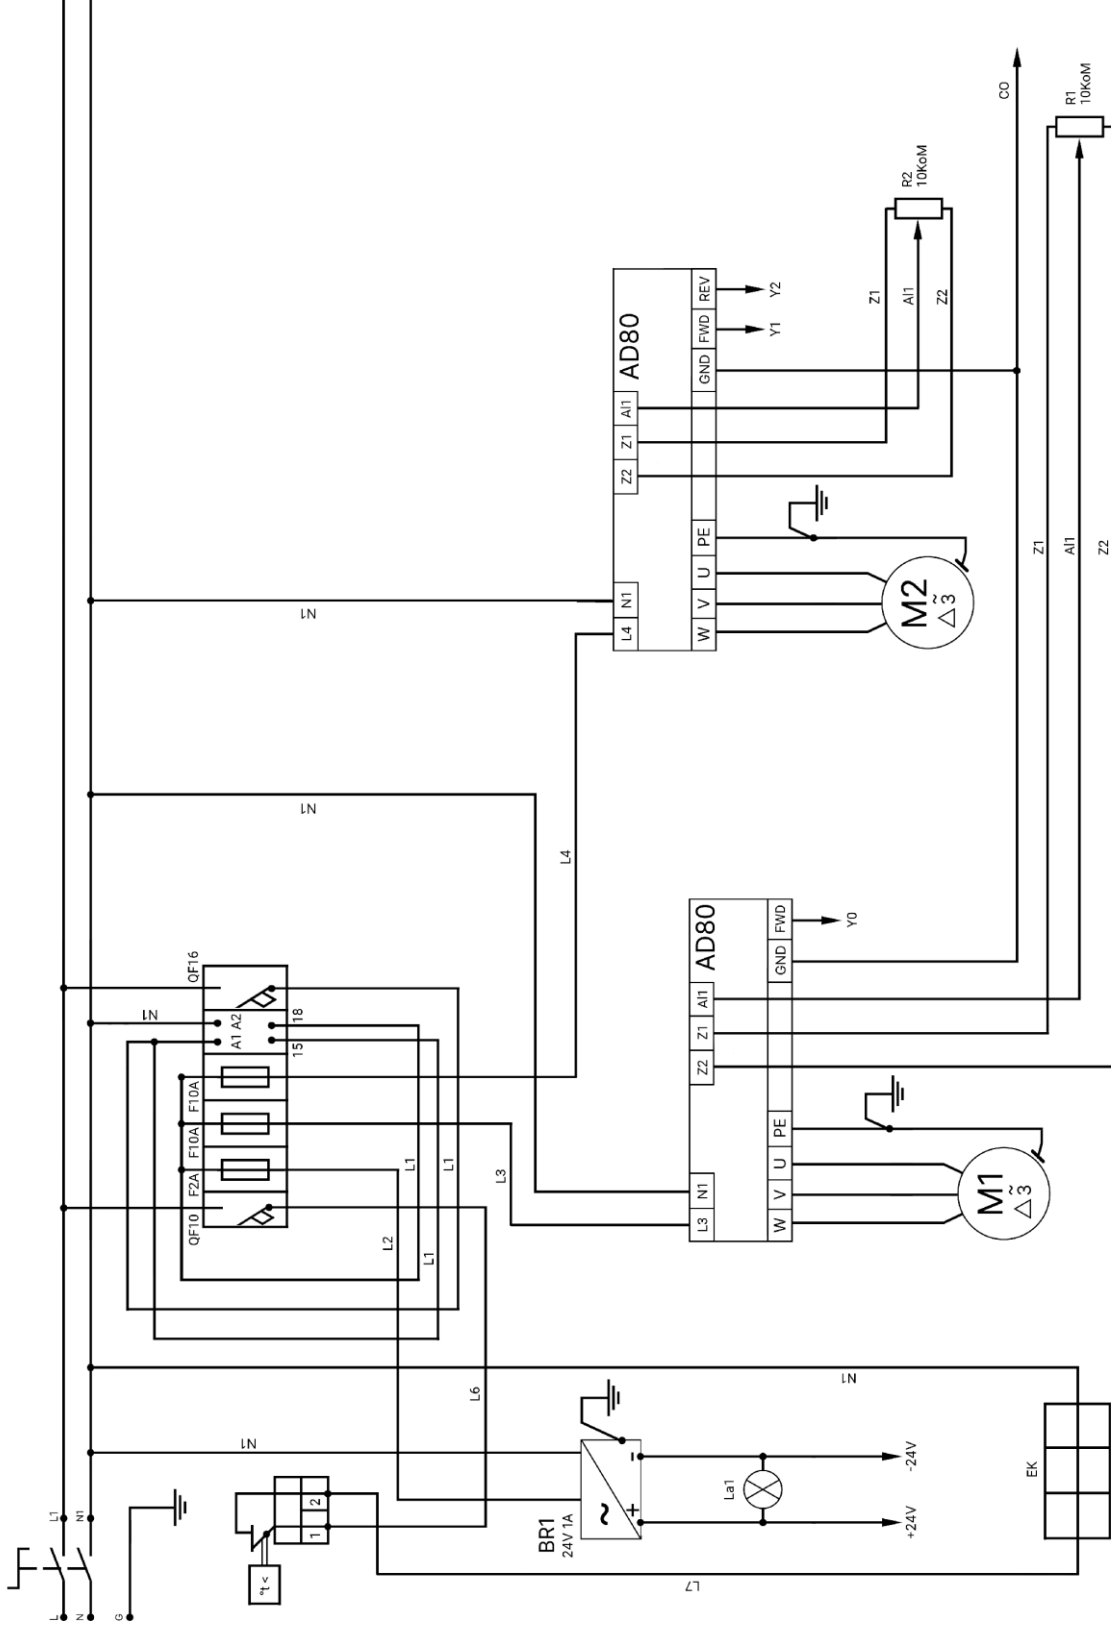 L
N
G
L1
N1
°t <
1
2
N1
L6
BR1
24V 1A
~
+
-
La1
+24V
-24V
L7
N1
EK
QF10
F2A
F10A
F10A
A1 A2
QF16
15
18
N1
L2
L1
L1
L1
L3
L4
N1
N1
AD80
L3
N1
Z2
Z1
AI1
W
V
U
PE
GND
FWD
Y0
M1
△ 3~
AD80
L4
N1
Z2
Z1
AI1
W
V
U
PE
GND
FWD
REV
Y1
Y2
M2
△ 3~
Z1
AI1
Z2
R2
10KoM
CO
Z1
AI1
Z2
R1
10KoM